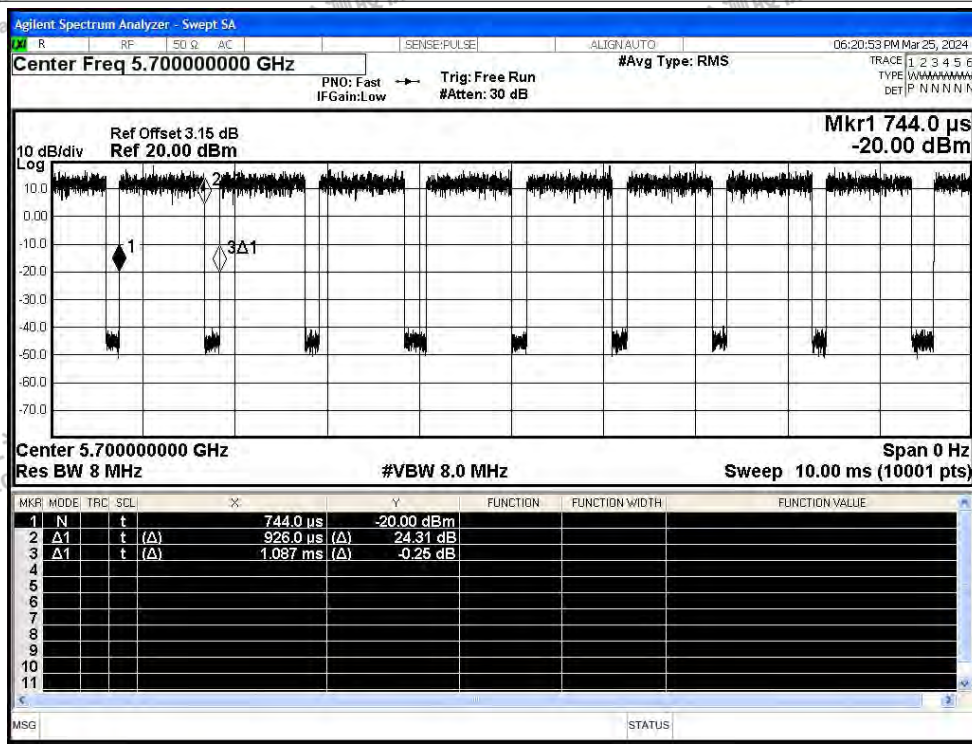 Agilent Spectrum Analyzer - Swept SA
R RF 50 Ω AC SENSE:PULSE ALIGN AUTO 06:20:53 PM Mar 25, 2024
Center Freq 5.700000000 GHz #Avg Type: RMS TRACE 1 2 3 4 5 6
PNO: Fast Trig: Free Run TYPE WWWWWW
IFGain:Low #Atten: 30 dB DET P N N N N N
Mkr1 744.0 µs
Ref Offset 3.15 dB
10 dB/div Ref 20.00 dBm -20.00 dBm
Log
10.0
0.00
-10.0
-20.0
-30.0
-40.0
-50.0
-60.0
-70.0
2
1
3Δ1
Center 5.700000000 GHz Span 0 Hz
Res BW 8 MHz #VBW 8.0 MHz Sweep 10.00 ms (10001 pts)
MKR MODE TRC SCL X Y FUNCTION FUNCTION WIDTH FUNCTION VALUE
1 N t 744.0 µs -20.00 dBm
2 Δ1 t (Δ) 926.0 µs (Δ) 24.31 dB
3 Δ1 t (Δ) 1.087 ms (Δ) -0.25 dB
4
5
6
7
8
9
10
11
MSG STATUS